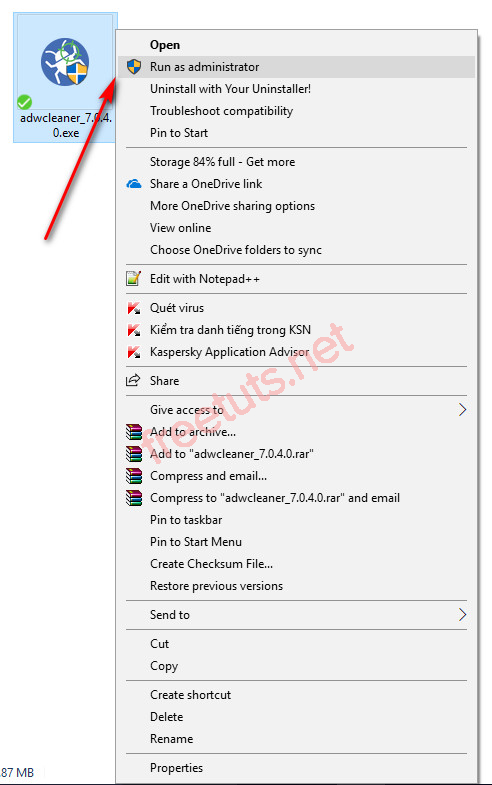 adwcleaner_7.0.4.
0.exe
Open
Run as administrator
Uninstall with Your Uninstaller!
Troubleshoot compatibility
Pin to Start
Storage 84% full - Get more
Share a OneDrive link
More OneDrive sharing options
View online
Choose OneDrive folders to sync
Edit with Notepad++
Quét virus
Kiểm tra danh tiếng trong KSN
Kaspersky Application Advisor
Share
Give access to
Add to archive...
Add to "adwcleaner_7.0.4.0.rar"
Compress and email...
Compress to "adwcleaner_7.0.4.0.rar" and email
Pin to taskbar
Pin to Start Menu
Create Checksum File...
Restore previous versions
Send to
Cut
Copy
Create shortcut
Delete
Rename
Properties
.87 MB
freetuts.net